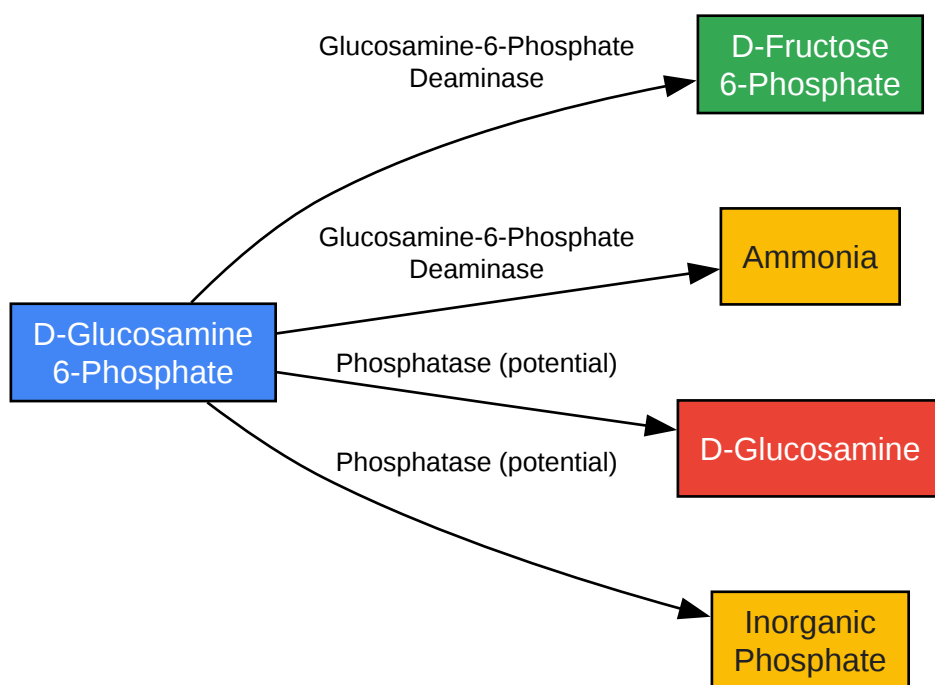 Glucosamine-6-Phosphate
Deaminase
D-Fructose
6-Phosphate
Glucosamine-6-Phosphate
Deaminase
Ammonia
D-Glucosamine
6-Phosphate
Phosphatase (potential)
D-Glucosamine
Phosphatase (potential)
Inorganic
Phosphate